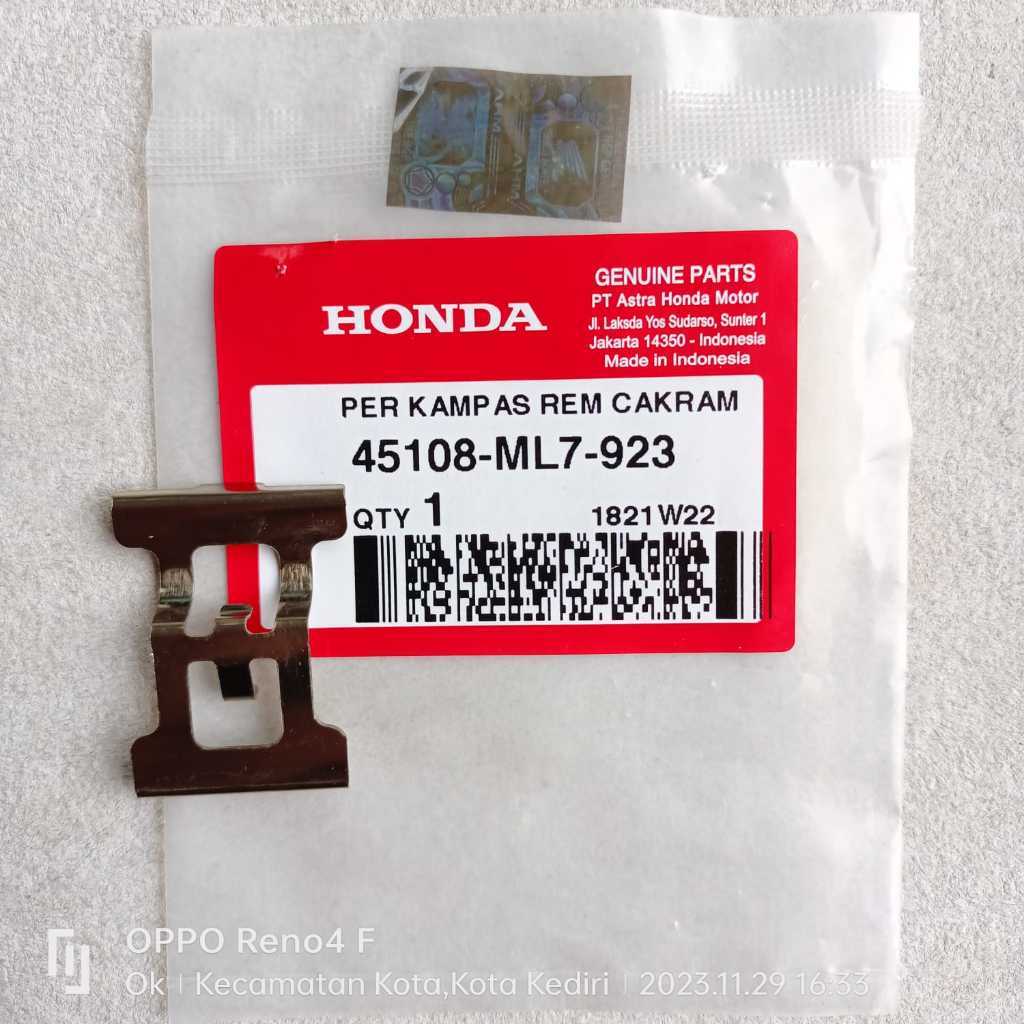 HONDA
GENUINE PARTS
PT Astra Honda Motor
Jl. Laksda Yos Sudarso, Sunter 1
Jakarta 14350 - Indonesia
Made in Indonesia
PER KAMPAS REM CAKRAM
45108-ML7-923
QTY 1
1821W22
OPPO Reno4 F
Ok | Kecamatan Kota,Kota Kediri | 2023.11.29 16:33